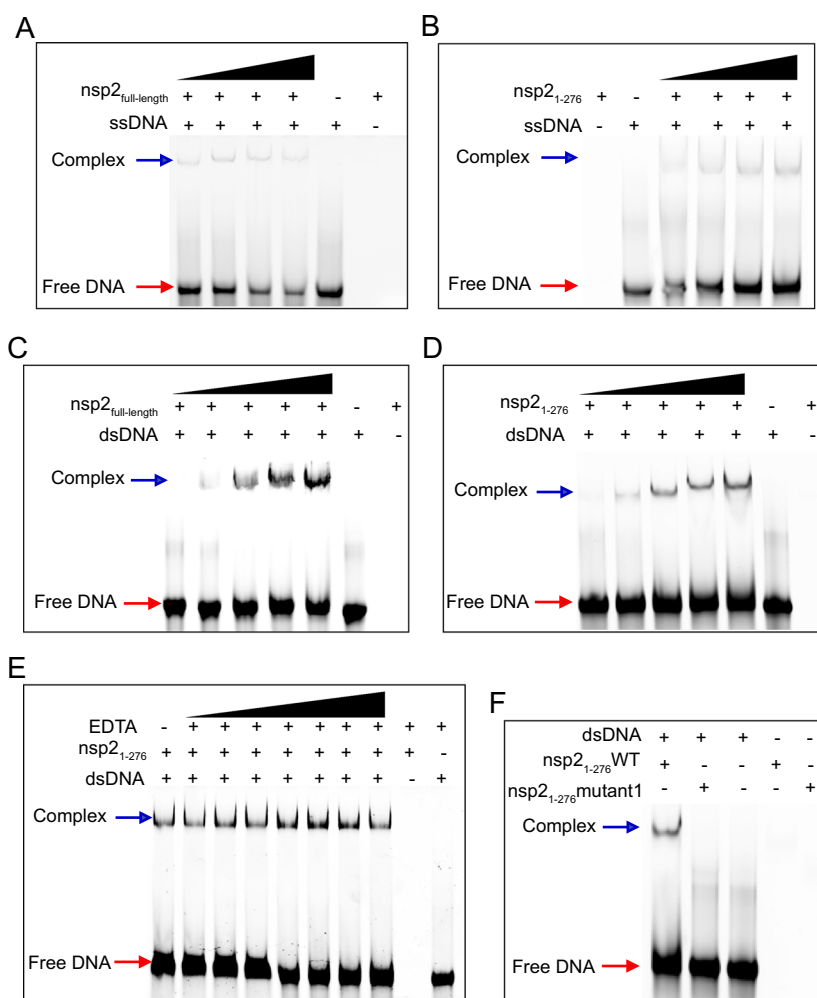 A
nsp2full-length + + + + - +
ssDNA + + + + + -
Complex
Free DNA
B
nsp21-276 + - + + + +
ssDNA - + + + + +
Complex
Free DNA
C
nsp2full-length + + + + + - +
dsDNA + + + + + + -
Complex
Free DNA
D
nsp21-276 + + + + + - +
dsDNA + + + + + + -
Complex
Free DNA
E
EDTA - + + + + + + + + +
nsp21-276 + + + + + + + + + -
dsDNA + + + + + + + + - +
Complex
Free DNA
F
dsDNA + + + - -
nsp21-276WT + - - + -
nsp21-276mutant1 - + - - +
Complex
Free DNA